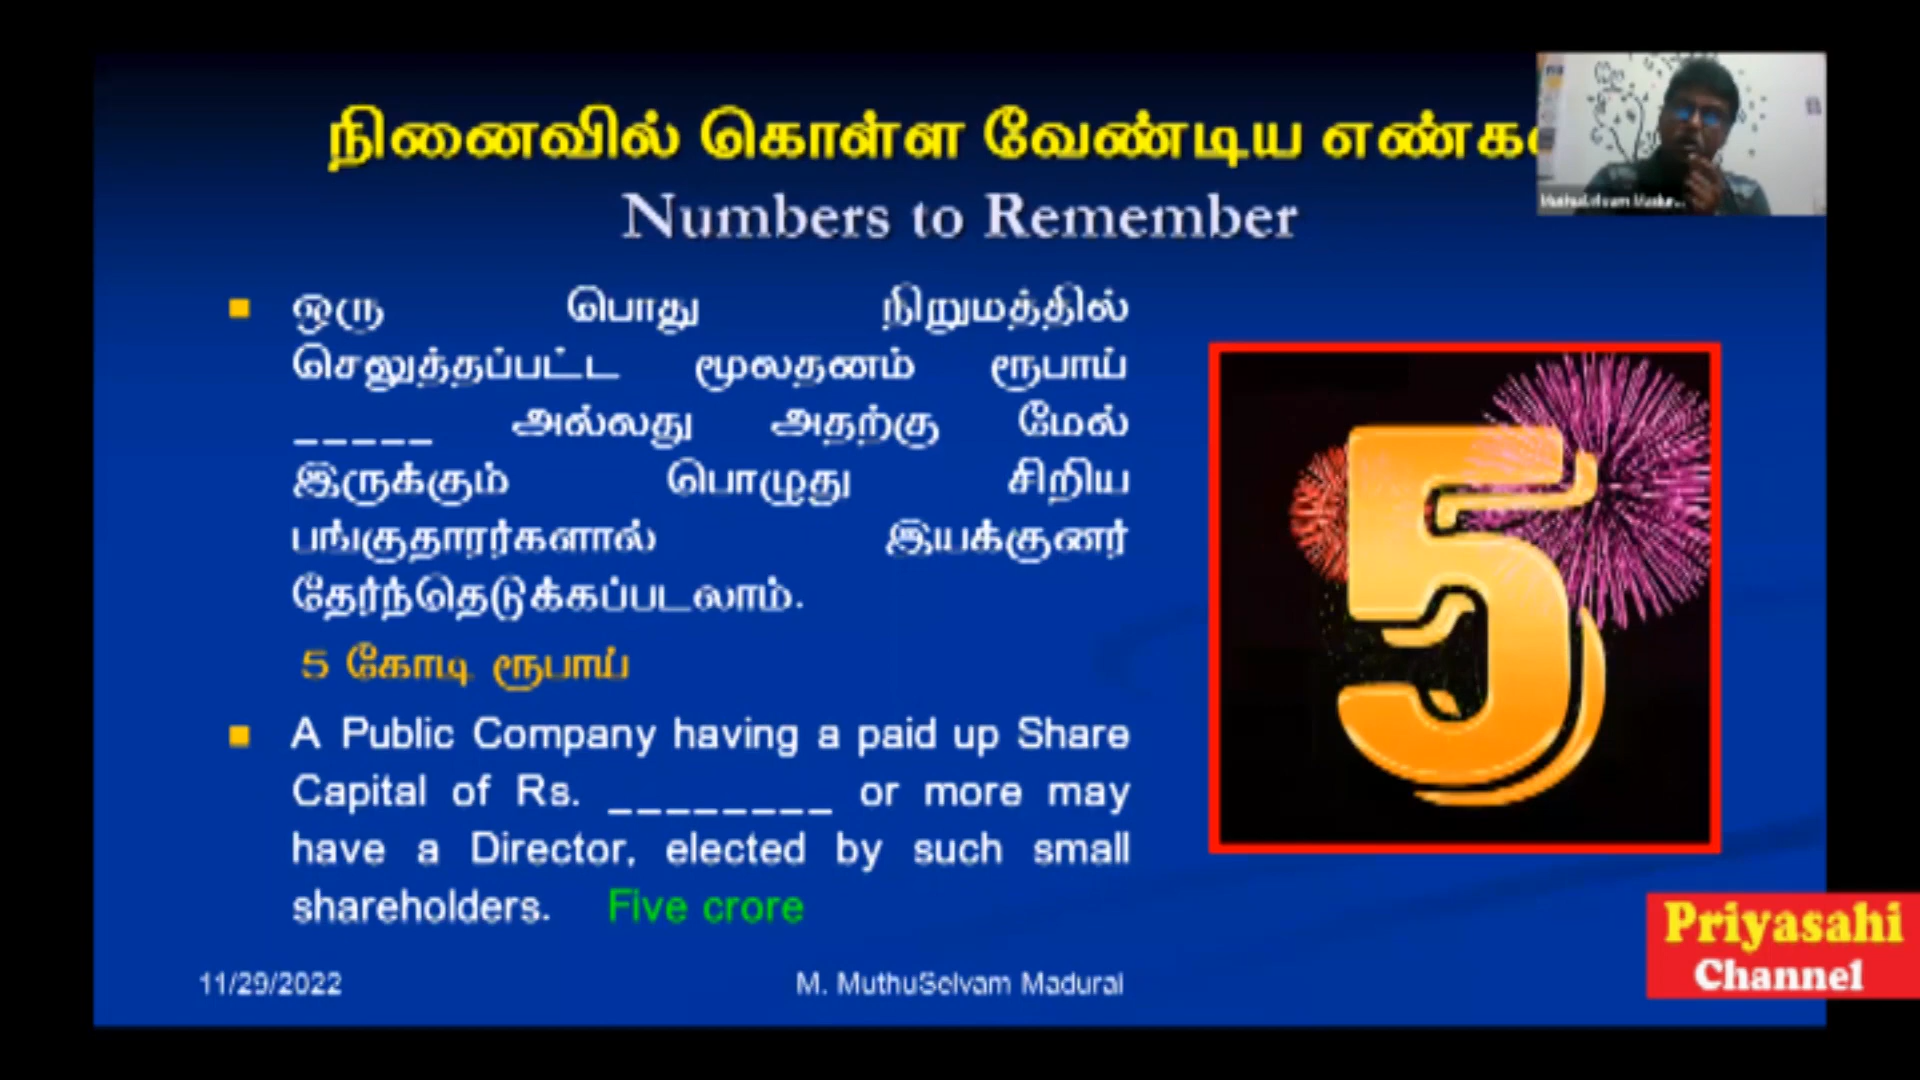 நினைவில் கொள்ள வேண்டிய
Numbers to Remember
MuthuSelvam
ஒரு பொது நிறுமத்தில்
செலுத்தப்பட்ட மூலதனம் ரூபாய்
_____ அல்லது அதற்கு மேல்
இருக்கும் பொழுது சிறிய
பங்குதாரர்களால் இயக்குனர்
தேர்ந்தெடுக்கப்படலாம்.
5 கோடி ரூபாய்
A Public Company having a paid up Share
Capital of Rs. ________ or more may
have a Director, elected by such small
shareholders. Five crore
5
11/29/2022 M. MuthuSelvam Madurai
Priyasahi
Channel